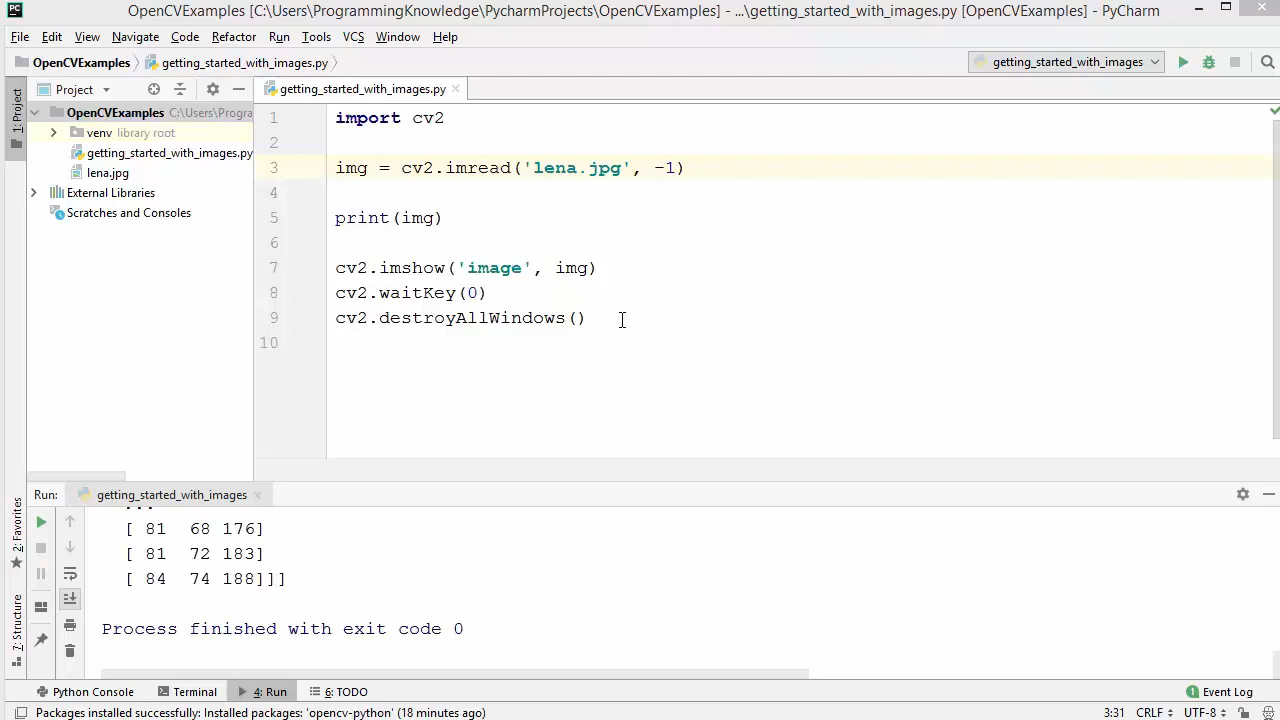 PC
OpenCVExamples [C:\Users\ProgrammingKnowledge\PycharmProjects\OpenCVExamples] - ...\getting_started_with_images.py [OpenCVExamples] - PyCharm
File Edit View Navigate Code Refactor Run Tools VCS Window Help
OpenCVExamples getting_started_with_images.py getting_started_with_images
1: Project
Project
getting_started_with_images.py
OpenCVExamples C:\Users\Progra
venv library root
getting_started_with_images.py
lena.jpg
External Libraries
Scratches and Consoles
1 import cv2
2
3 img = cv2.imread('lena.jpg', -1)
4
5 print(img)
6
7 cv2.imshow('image', img)
8 cv2.waitKey(0)
9 cv2.destroyAllWindows()
10
Run: getting_started_with_images
2: Favorites
7: Structure
...
[ 81 68 176]
[ 81 72 183]
[ 84 74 188]]]
Process finished with exit code 0
Python Console Terminal 4: Run 6: TODO 1 Event Log
Packages installed successfully: Installed packages: 'opencv-python' (18 minutes ago) 3:31 CRLF UTF-8